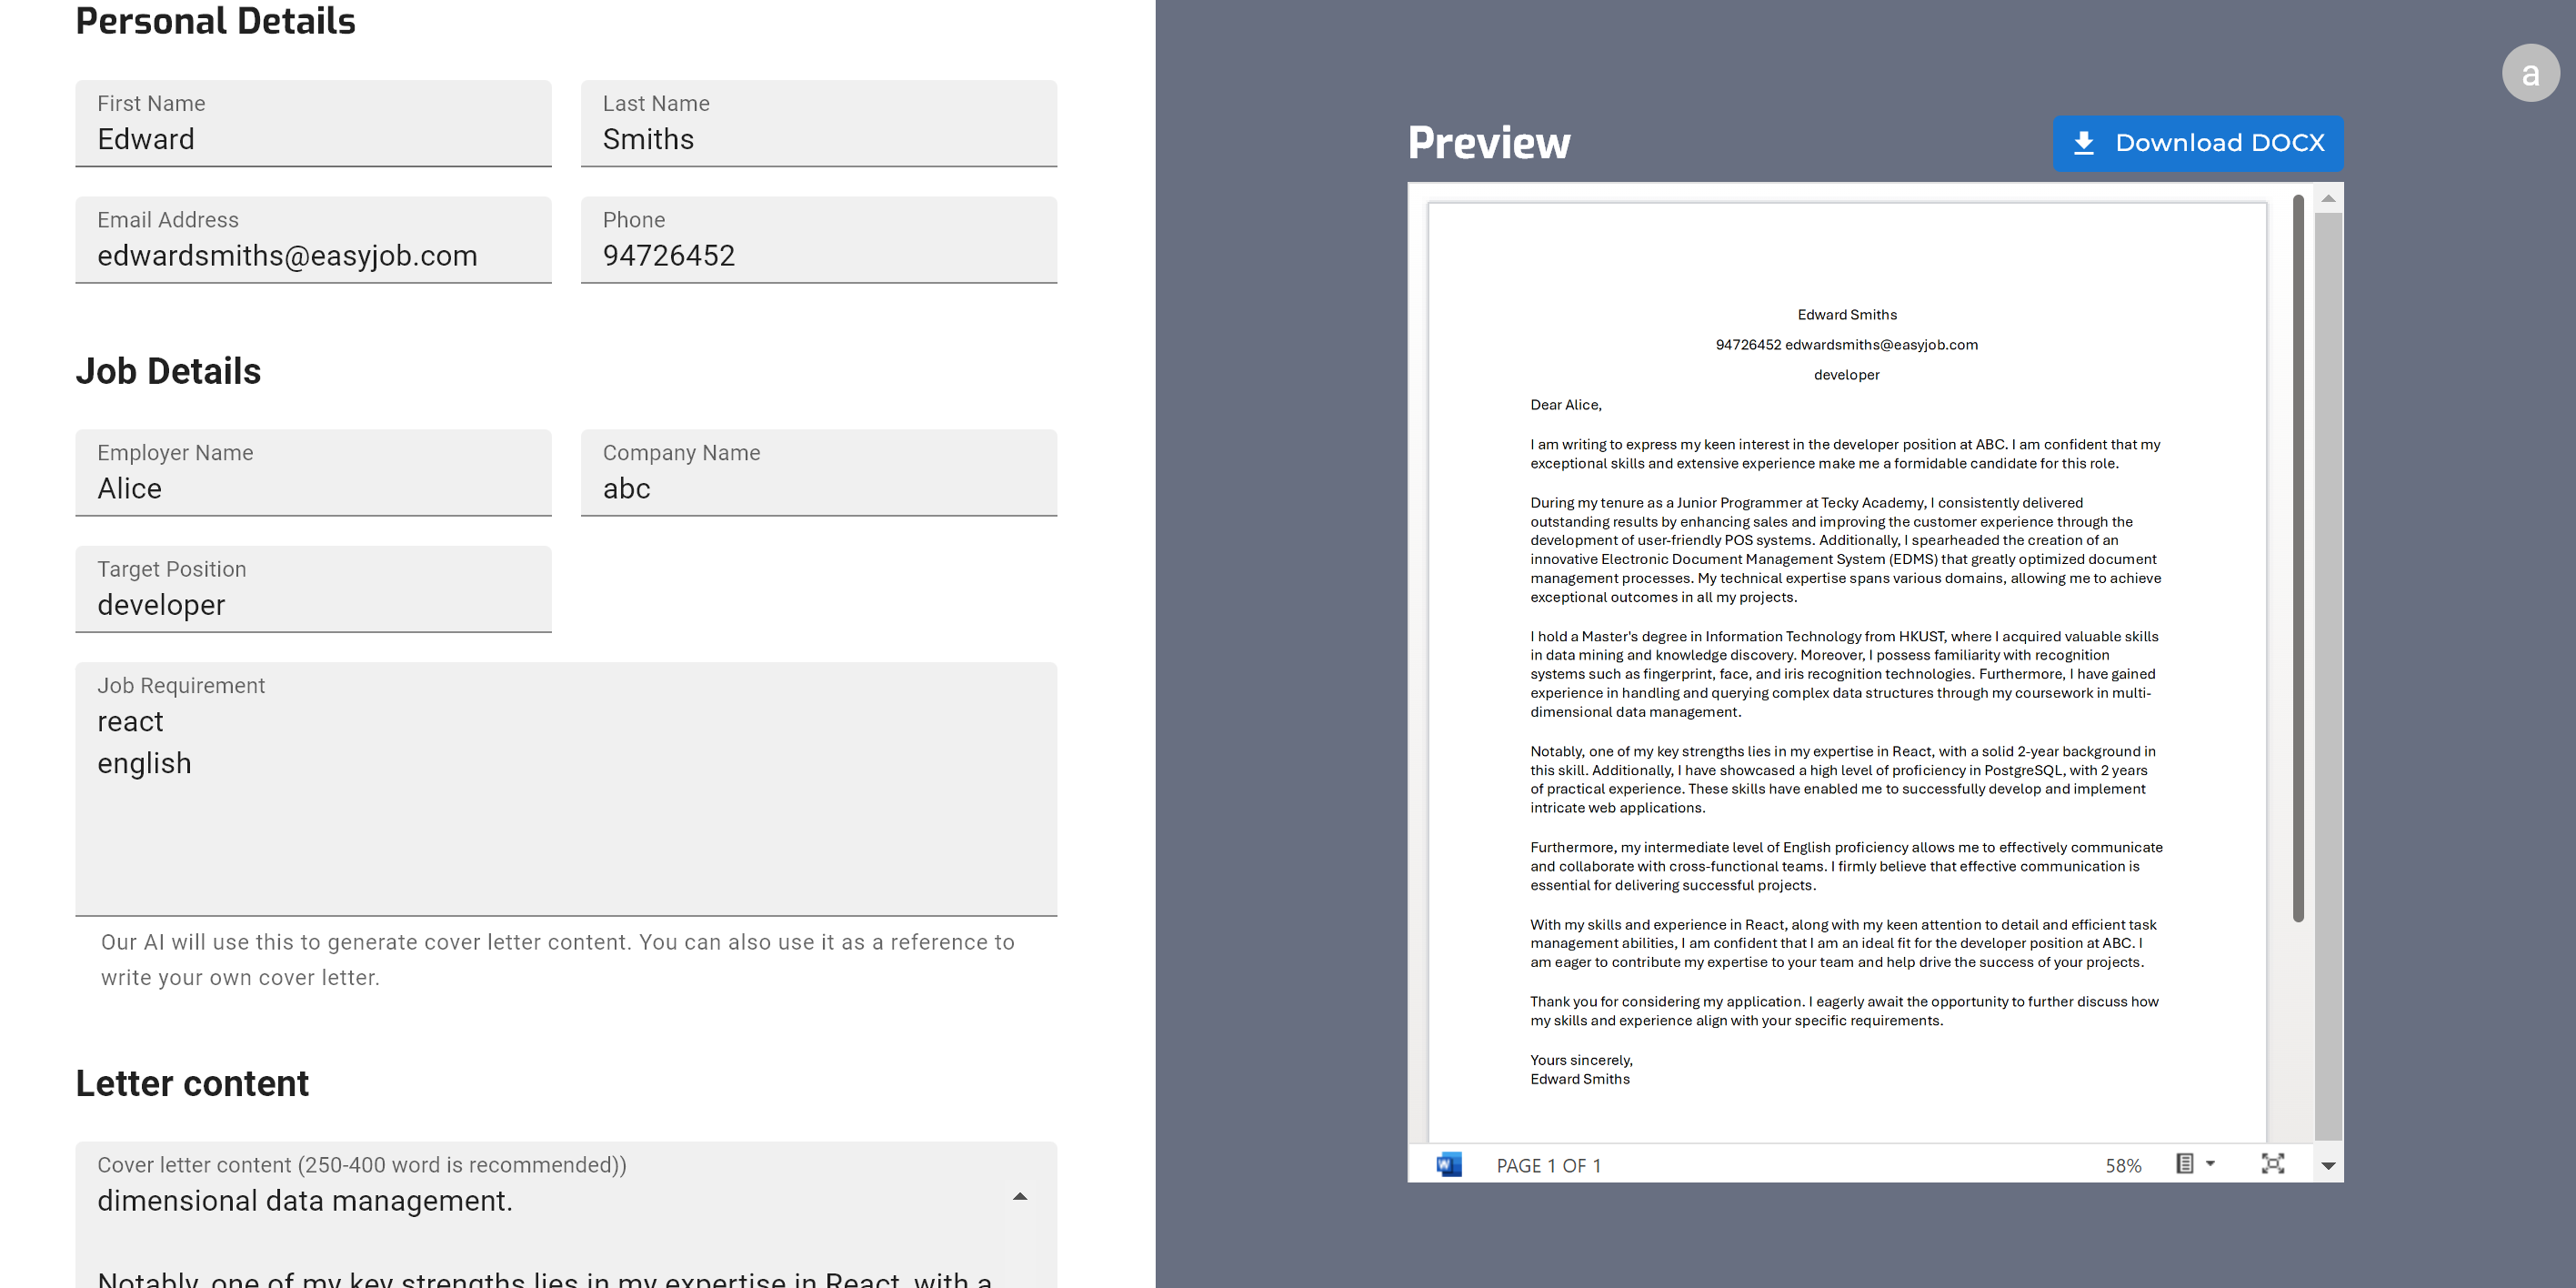 Personal Details
First Name
Edward
Last Name
Smiths
Email Address
edwardsmiths@easyjob.com
Phone
94726452
Job Details
Employer Name
Alice
Company Name
abc
Target Position
developer
Job Requirement
react
english
Our AI will use this to generate cover letter content. You can also use it as a reference to
write your own cover letter.
Letter content
Cover letter content (250-400 word is recommended))
dimensional data management.
Notably, one of my key strengths lies in my expertise in React, with a
a
Preview
Download DOCX
Edward Smiths
94726452 edwardsmiths@easyjob.com
developer
Dear Alice,
I am writing to express my keen interest in the developer position at ABC. I am confident that my
exceptional skills and extensive experience make me a formidable candidate for this role.
During my tenure as a Junior Programmer at Tecky Academy, I consistently delivered
outstanding results by enhancing sales and improving the customer experience through the
development of user-friendly POS systems. Additionally, I spearheaded the creation of an
innovative Electronic Document Management System (EDMS) that greatly optimized document
management processes. My technical expertise spans various domains, allowing me to achieve
exceptional outcomes in all my projects.
I hold a Master's degree in Information Technology from HKUST, where I acquired valuable skills
in data mining and knowledge discovery. Moreover, I possess familiarity with recognition
systems such as fingerprint, face, and iris recognition technologies. Furthermore, I have gained
experience in handling and querying complex data structures through my coursework in multi-
dimensional data management.
Notably, one of my key strengths lies in my expertise in React, with a solid 2-year background in
this skill. Additionally, I have showcased a high level of proficiency in PostgreSQL, with 2 years
of practical experience. These skills have enabled me to successfully develop and implement
intricate web applications.
Furthermore, my intermediate level of English proficiency allows me to effectively communicate
and collaborate with cross-functional teams. I firmly believe that effective communication is
essential for delivering successful projects.
With my skills and experience in React, along with my keen attention to detail and efficient task
management abilities, I am confident that I am an ideal fit for the developer position at ABC. I
am eager to contribute my expertise to your team and help drive the success of your projects.
Thank you for considering my application. I eagerly await the opportunity to further discuss how
my skills and experience align with your specific requirements.
Yours sincerely,
Edward Smiths
PAGE 1 OF 1
58%